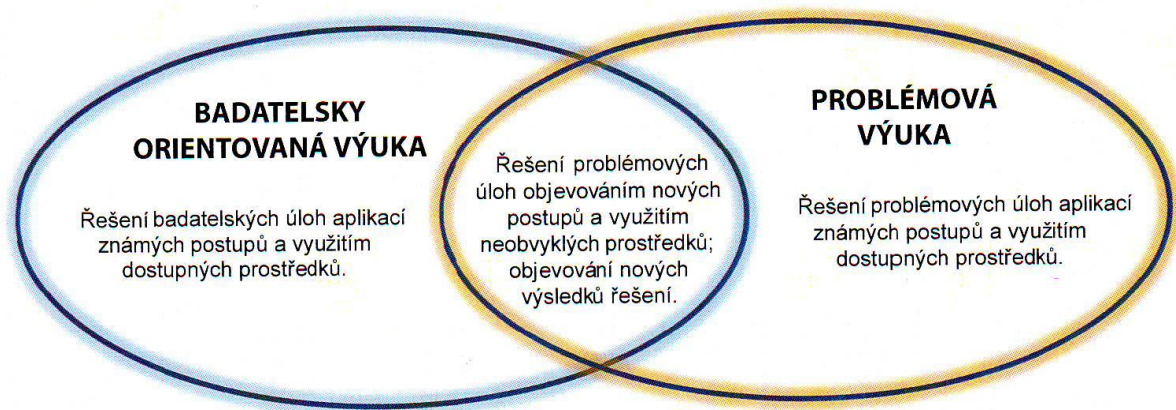 BADATELSKY
ORIENTOVANÁ VÝUKA
Řešení badatelských úloh aplikací
známých postupů a využitím
dostupných prostředků.
Řešení problémových
úloh objevováním nových
postupů a využitím
neobvyklých prostředků;
objevování nových
výsledků řešení.
PROBLÉMOVÁ
VÝUKA
Řešení problémových úloh aplikací
známých postupů a využitím
dostupných prostředků.